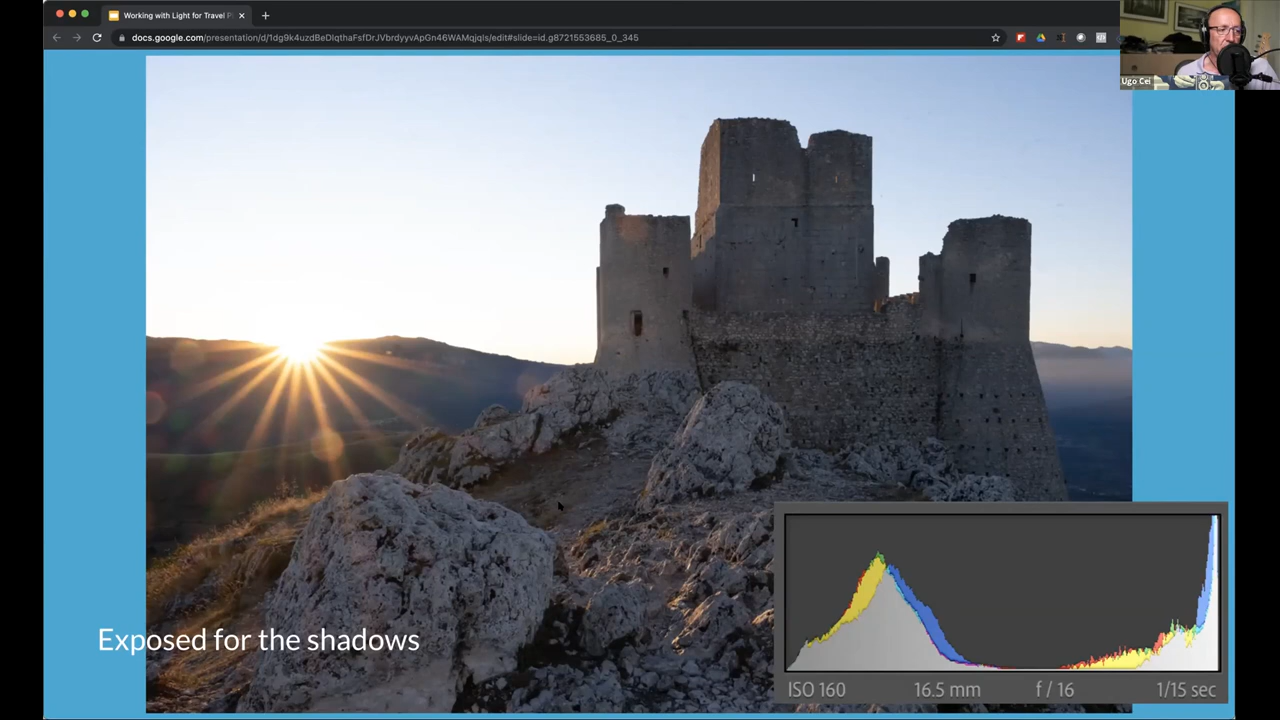 Working with Light for Travel P
docs.google.com/presentation/d/1dg9k4uzdBeDlqthaFsfDrJVbrdyyvApGn46WAMqjqIs/edit#slide=id.g8721553685_0_345
Ugo Cei
Exposed for the shadows
ISO 160 16.5 mm f / 16 1/15 sec